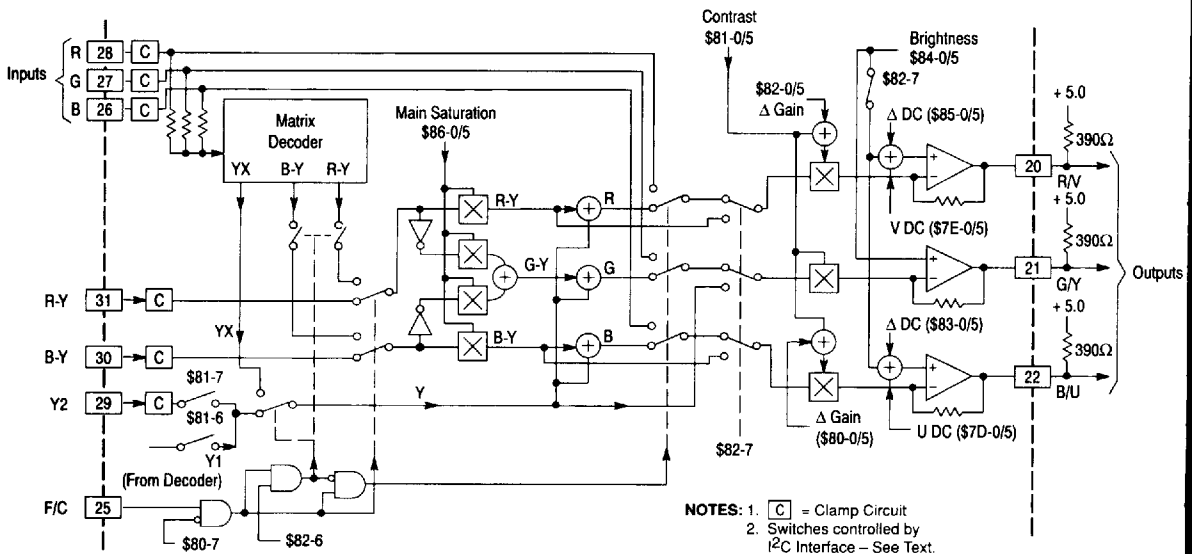 Inputs
R 28 C
G 27 C
B 26 C
Matrix
Decoder
YX B-Y R-Y
Main Saturation
$86-0/5
Contrast
$81-0/5
$82-0/5
Δ Gain
Brightness
$84-0/5
$82-7
Δ DC ($85-0/5)
+ 5.0
390Ω
20
R/V
V DC ($7E-0/5)
+ 5.0
390Ω
21
G/Y
Outputs
Δ DC ($83-0/5)
+ 5.0
390Ω
22
B/U
U DC ($7D-0/5)
R-Y
R
G-Y
G
B-Y
B
R-Y 31 C
YX
B-Y 30 C
$81-7
Y2 29 C
$81-6
Y
Y1
(From Decoder)
F/C 25
$80-7
$82-6
$82-7
Δ Gain
($80-0/5)
NOTES: 1. C = Clamp Circuit
2. Switches controlled by
I2C Interface – See Text.